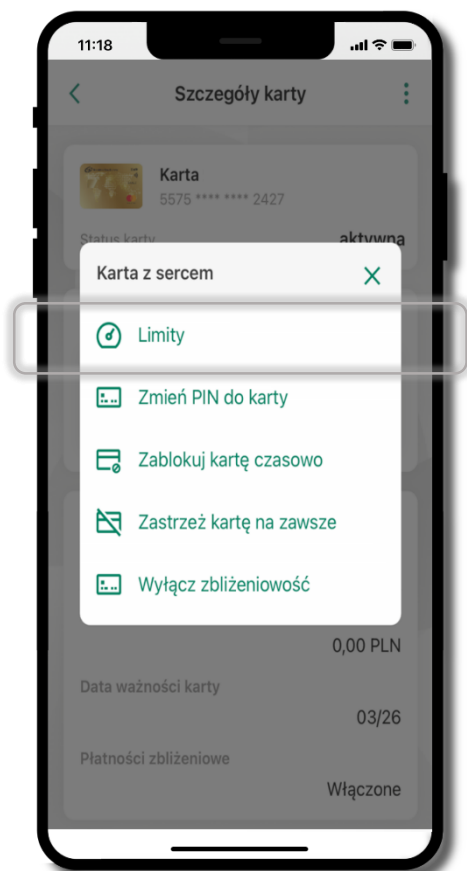 11:18
Szczegóły karty
Karta
5575 **** **** 2427
Status karty
aktywna
Karta z sercem
Limity
Zmień PIN do karty
Zablokuj kartę czasowo
Zastrzeż kartę na zawsze
Wyłącz zbliżeniowość
0,00 PLN
Data ważności karty
03/26
Płatności zbliżeniowe
Włączone